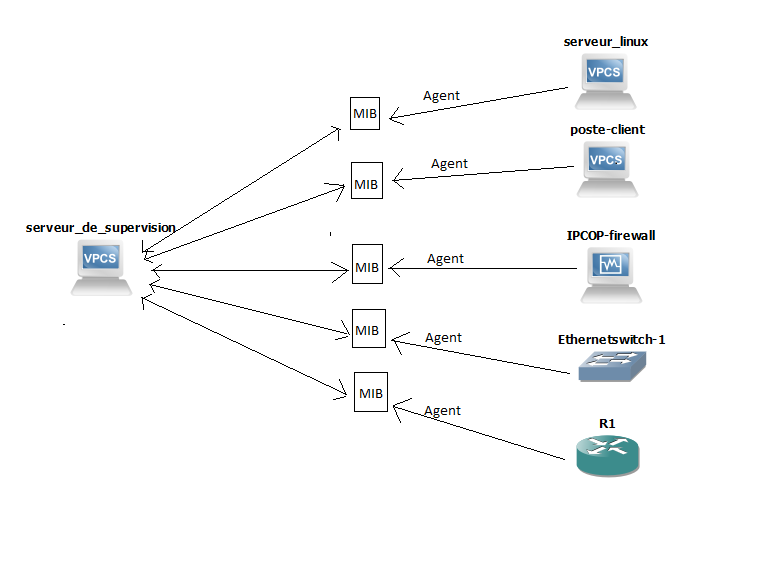 serveur_linux
VPCS
Agent
MIB
poste-client
VPCS
Agent
MIB
serveur_de_supervision
VPCS
IPCOP-firewall
Agent
MIB
Ethernetswitch-1
Agent
MIB
R1
Agent
MIB